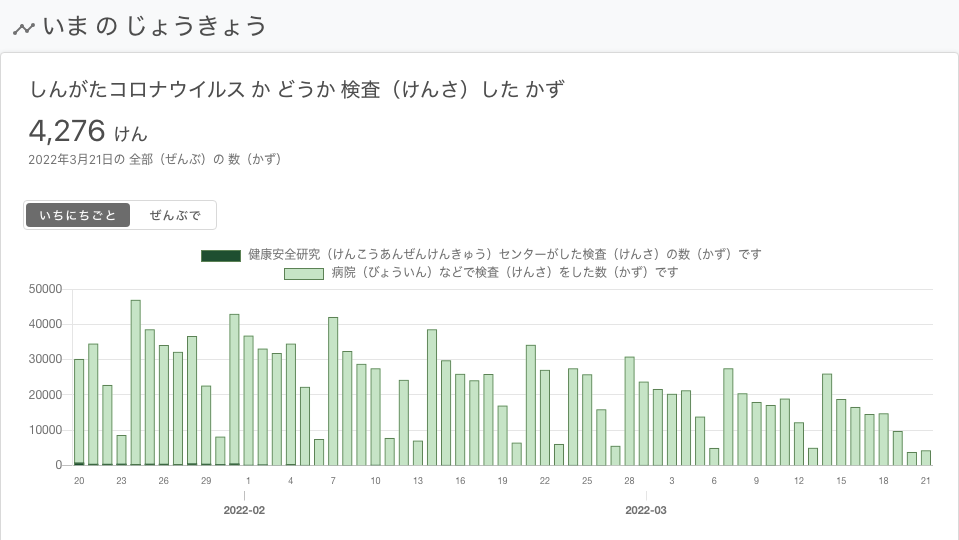 いま の じょうきょう
しんがたコロナウイルス か どうか 検査（けんさ）した かず
4,276 けん
2022年3月21日の 全部（ぜんぶ）の 数（かず）
いちにちごと ぜんぶで
健康安全研究（けんこうあんぜんけんきゅう）センターがした検査（けんさ）の数（かず）です
病院（びょういん）などで検査（けんさ）をした数（かず）です
50000
40000
30000
20000
10000
0
20 23 26 29 1 4 7 10 13 16 19 22 25 28 3 6 9 12 15 18 21
2022-02 2022-03